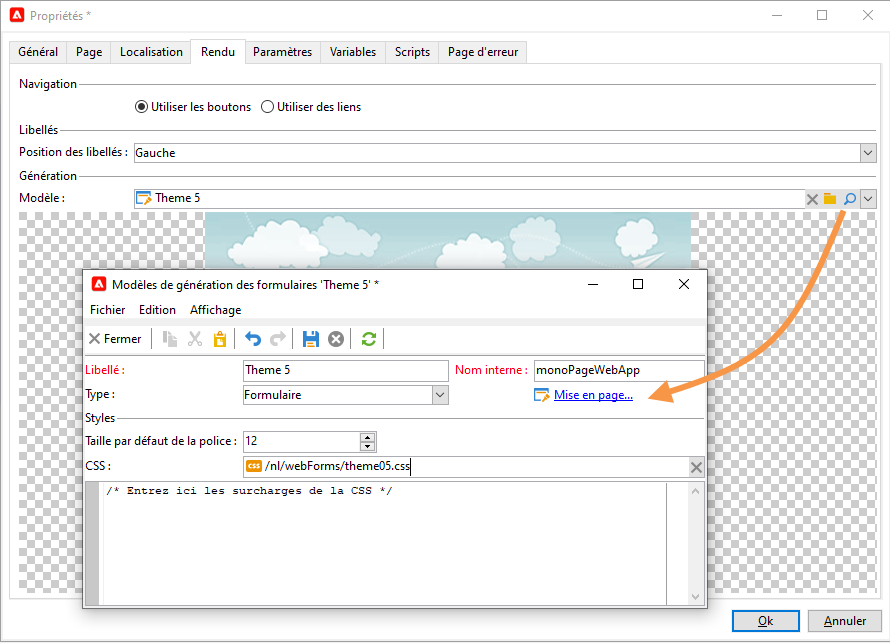 Propriétés *
Général Page Localisation Rendu Paramètres Variables Scripts Page d'erreur
Navigation
Utiliser les boutons Utiliser des liens
Libellés
Position des libellés : Gauche
Génération
Modèle : Theme 5
Modèles de génération des formulaires 'Theme 5' *
Fichier Edition Affichage
Fermer
Libellé : Theme 5 Nom interne : monoPageWebApp
Type : Formulaire Mise en page...
Styles
Taille par défaut de la police : 12
CSS : css /nl/webForms/theme05.css
/* Entrez ici les surcharges de la CSS */
Ok Annuler